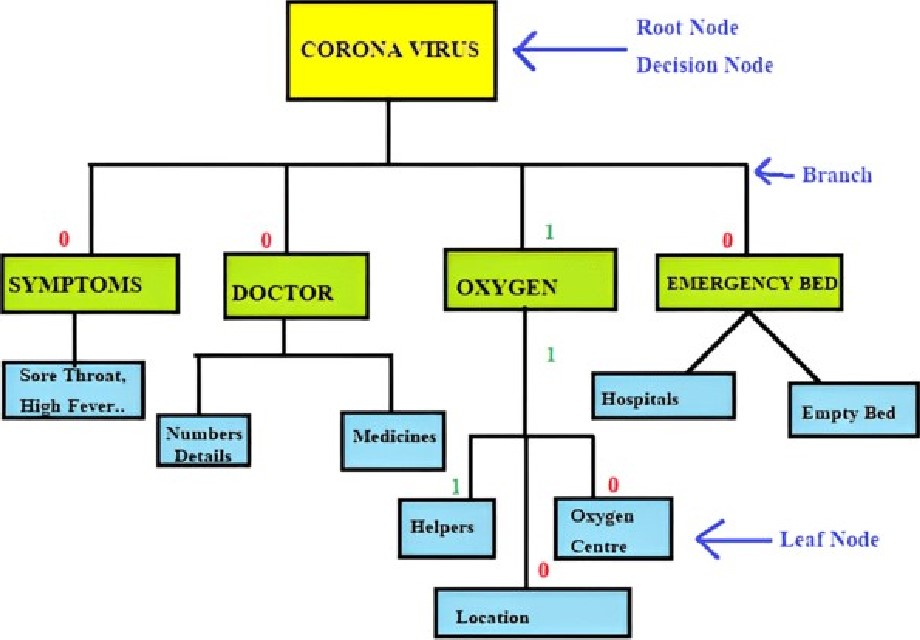 CORONA VIRUS
Root Node
Decision Node
Branch
0
0
1
0
SYMPTOMS
DOCTOR
OXYGEN
EMERGENCY BED
1
Sore Throat,
High Fever..
Numbers
Details
Medicines
Hospitals
Empty Bed
1
0
Helpers
Oxygen
Centre
Leaf Node
0
Location